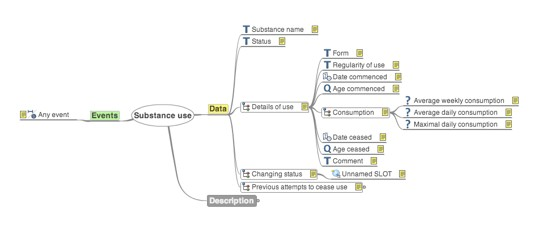 Substance name
Status
Form
Regularity of use
Date commenced
Age commenced
Data
Details of use
Consumption
Average weekly consumption
Any event
Events
Substance use
Average daily consumption
Maximal daily consumption
Date ceased
Age ceased
Comment
Changing status
Unnamed SLOT
Previous attempts to cease use
Description